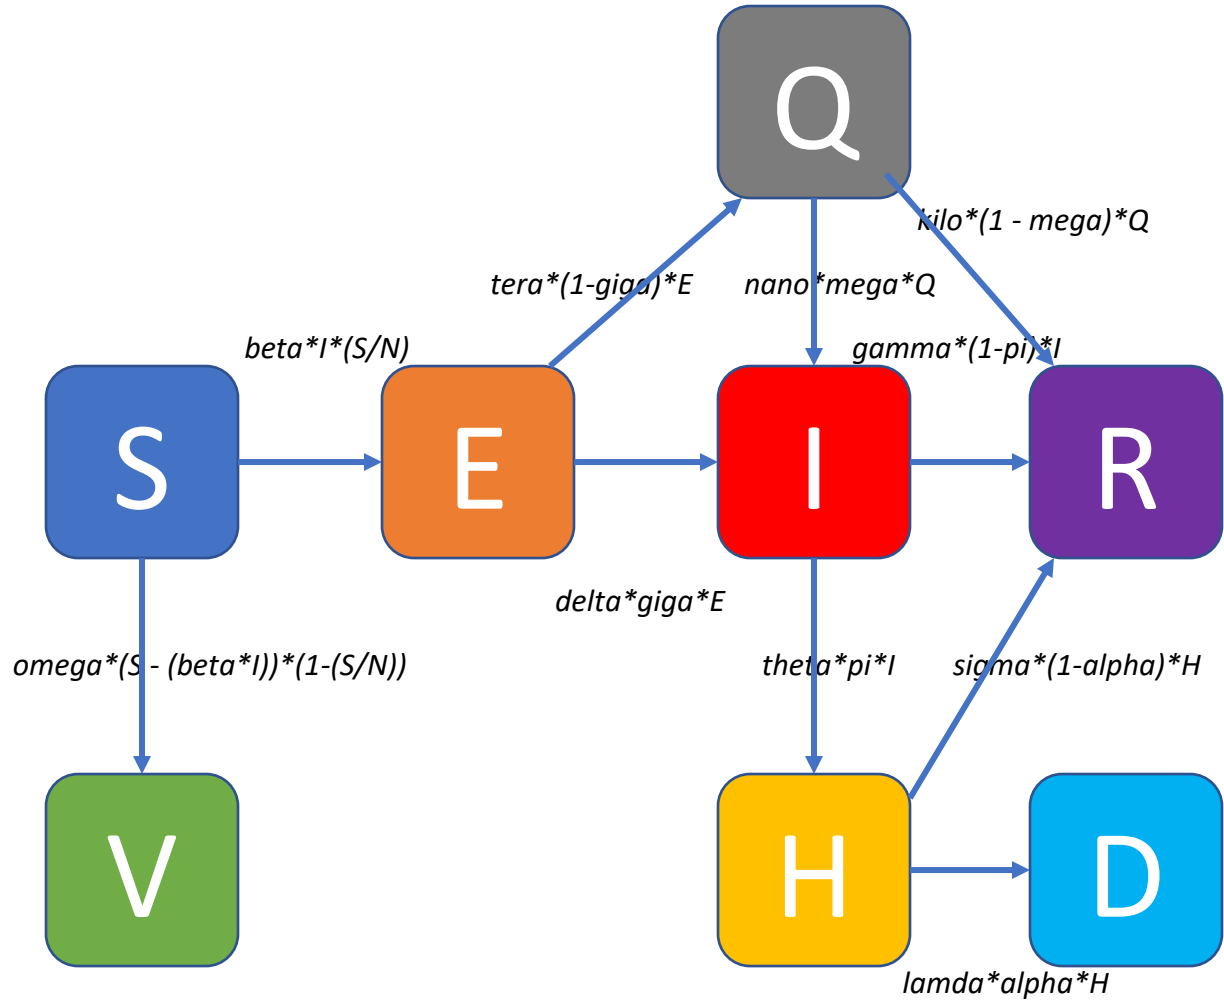 Q
kilo*(1 - mega)*Q
tera*(1-giga)*E
nano*mega*Q
beta*I*(S/N)
gamma*(1-pi)*I
S
E
I
R
delta*giga*E
omega*(S - (beta*I))*(1-(S/N))
theta*pi*I
sigma*(1-alpha)*H
V
H
D
lamda*alpha*H